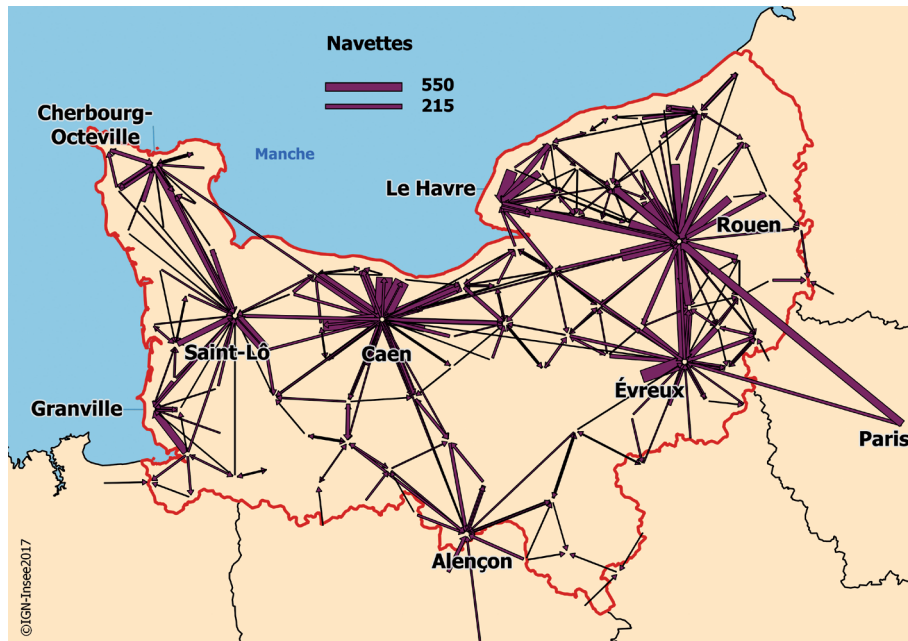 Navettes
550
215
Cherbourg-
Octeville
Manche
Le Havre
Rouen
Saint-Lô
Caen
Granville
Évreux
Paris
Alençon
©IGN-Insee2017